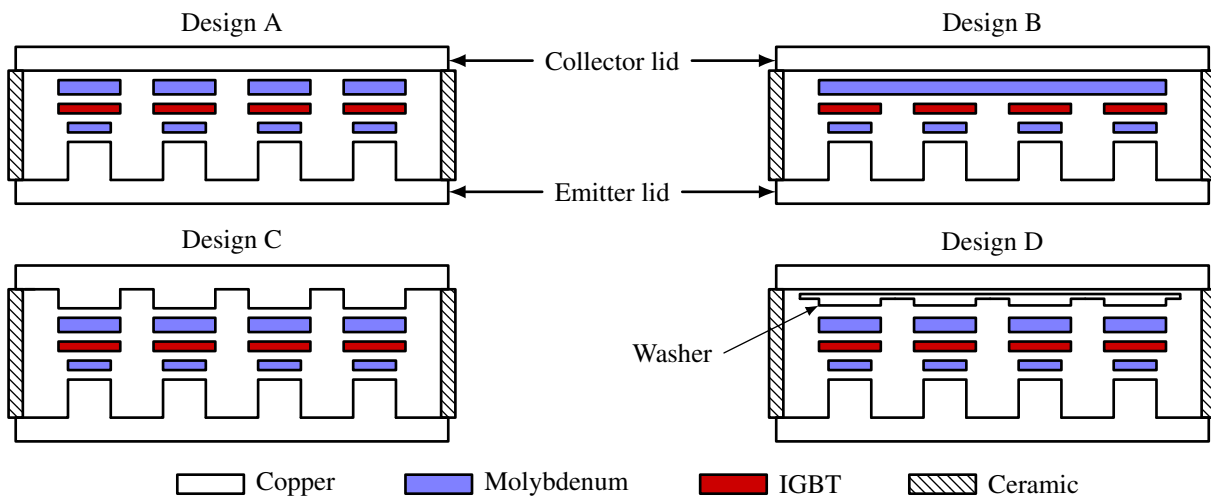 Design A
Design B
Collector lid
Emitter lid
Design C
Design D
Washer
Copper
Molybdenum
IGBT
Ceramic